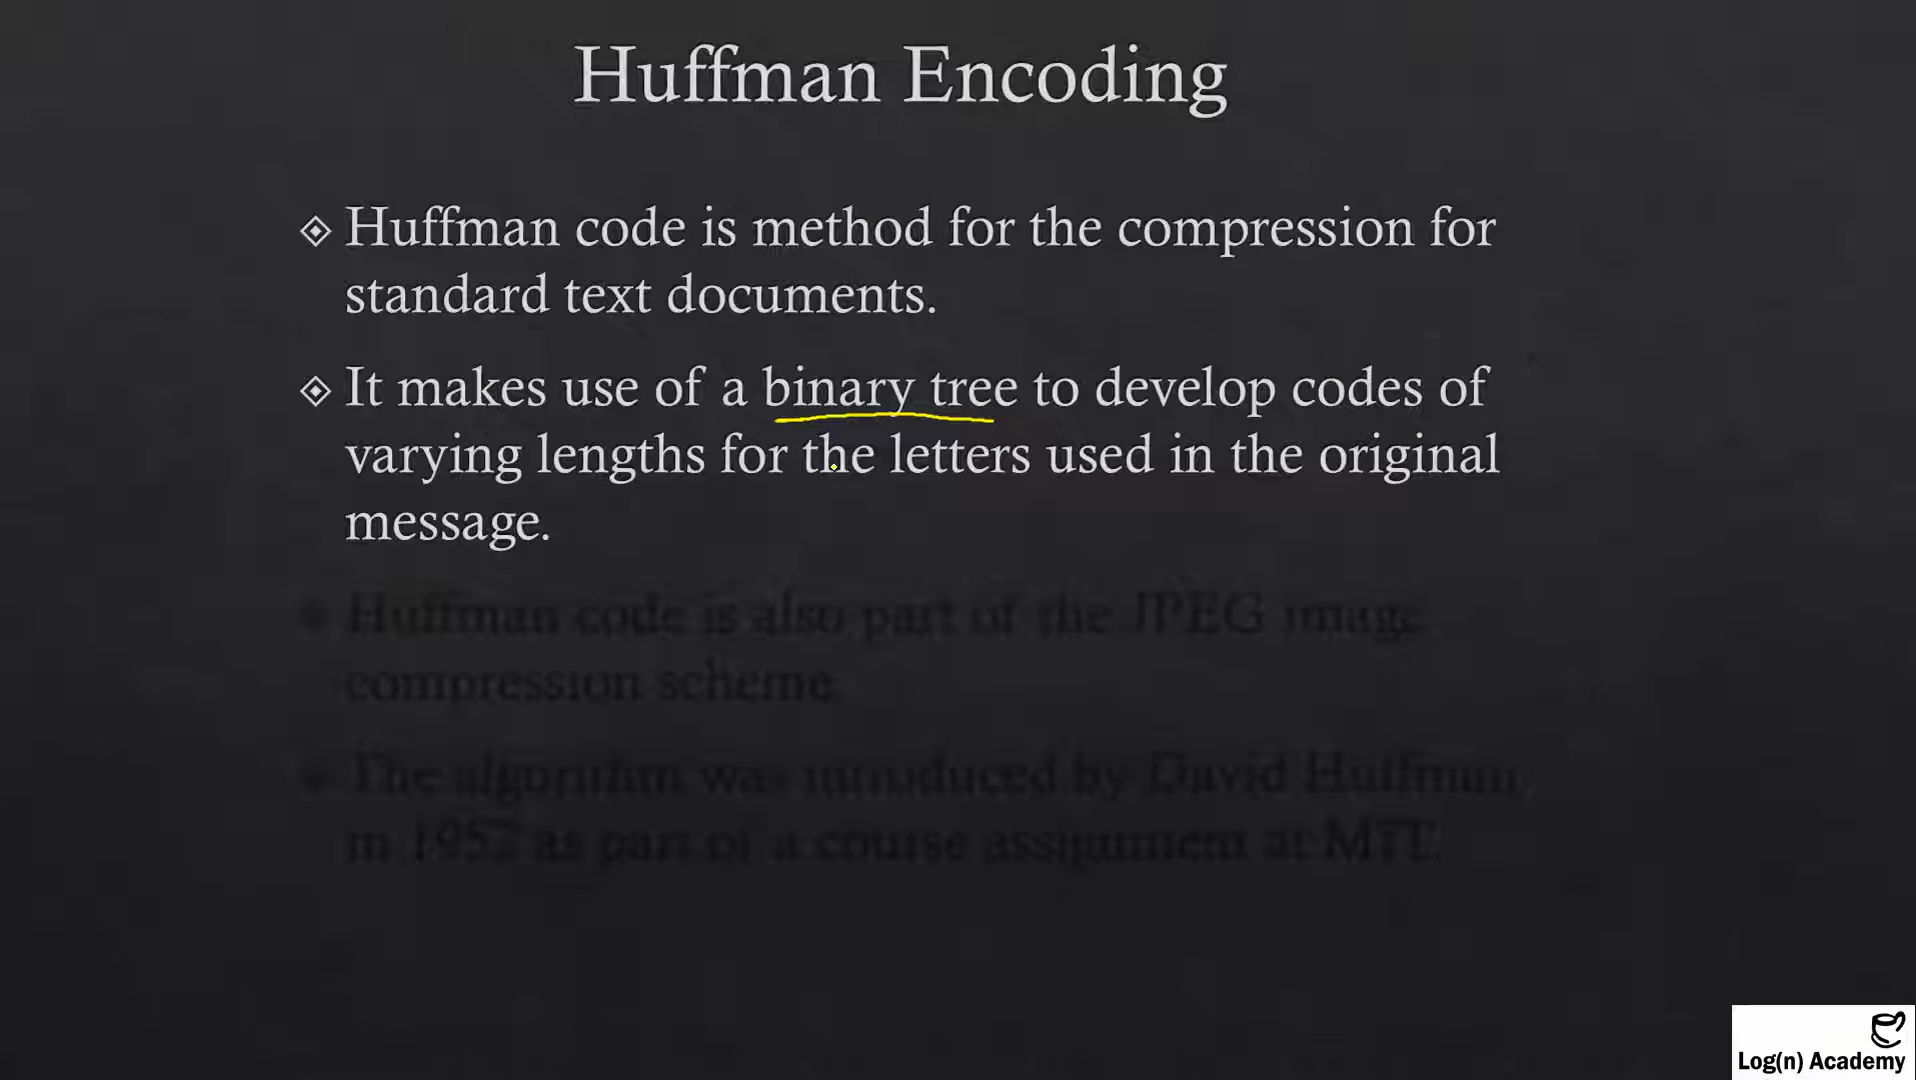 Huffman Encoding
Huffman code is method for the compression for
standard text documents.
It makes use of a binary tree to develop codes of
varying lengths for the letters used in the original
message.
Huffman code is also part of the JPEG image
compression scheme.
The algorithm was introduced by David Huffman
in 1952 as part of a course assignment at MIT.
Log(n) Academy